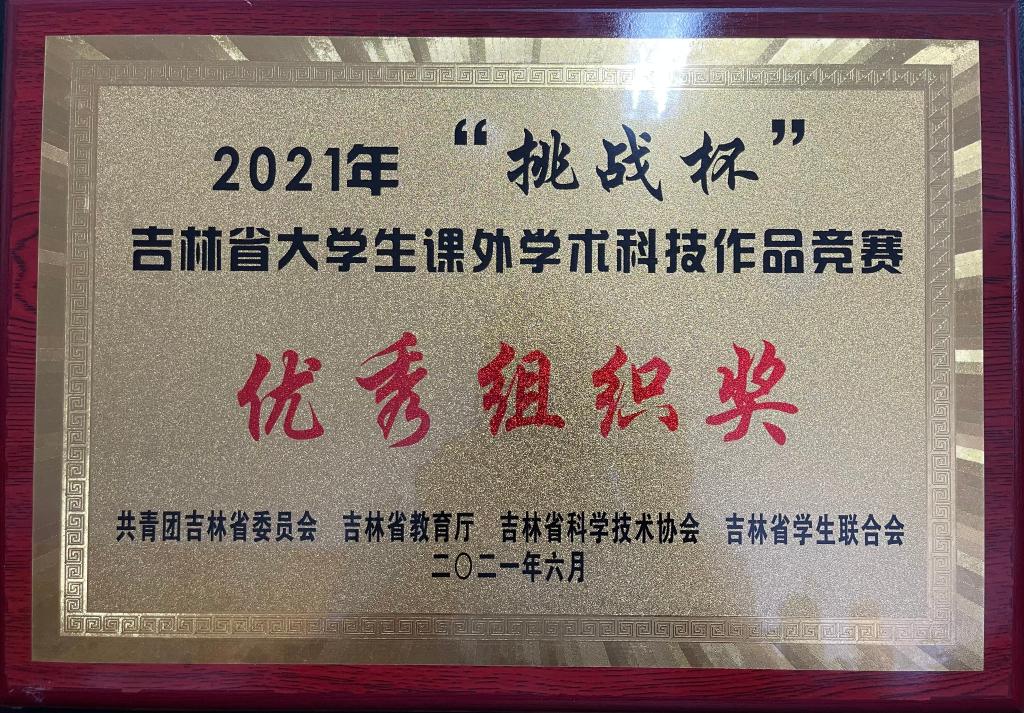 2021年“挑战杯”
吉林省大学生课外学术科技作品竞赛
优秀组织奖
共青团吉林省委员会 吉林省教育厅 吉林省科学技术协会 吉林省学生联合会
二〇二一年六月